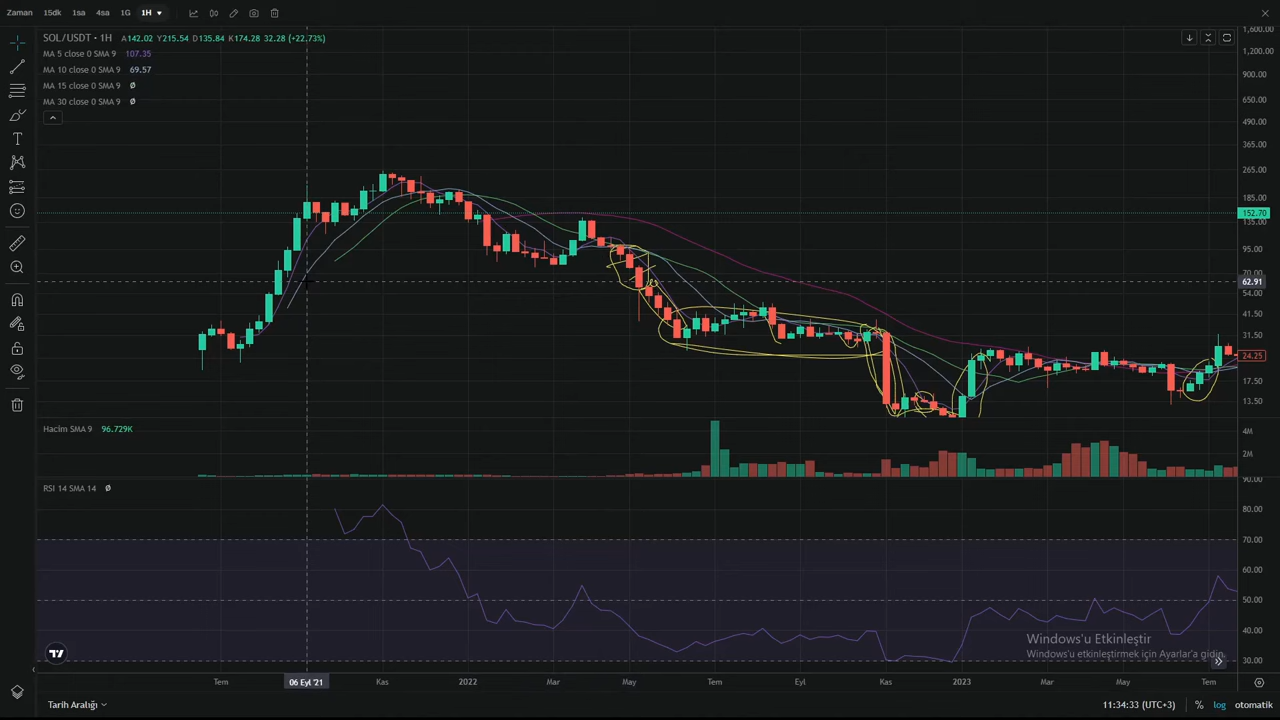 Zaman 15dk 1sa 4sa 1G 1H
SOL/USDT • 1H A142.02 Y215.54 D135.84 K174.28 32.28 (+22.73%)
MA 5 close 0 SMA 9 107.35
MA 10 close 0 SMA 9 69.57
MA 15 close 0 SMA 9 Ø
MA 30 close 0 SMA 9 Ø
1,600.00
1,200.00
900.00
650.00
490.00
365.00
265.00
185.00
152.70
135.00
95.00
70.00
62.91
54.00
41.50
31.50
24.25
17.50
13.50
Hacim SMA 9 96.729K
4M
2M
RSI 14 SMA 14 Ø
90.00
80.00
70.00
60.00
50.00
40.00
30.00
Windows'u Etkinleştir
Windows'u etkinleştirmek için Ayarlar'a gidin.
Tem 06 Eyl '21 Kas 2022 Mar May Tem Eyl Kas 2023 Mar May Tem
Tarih Aralığı 11:34:33 (UTC+3) % log otomatik